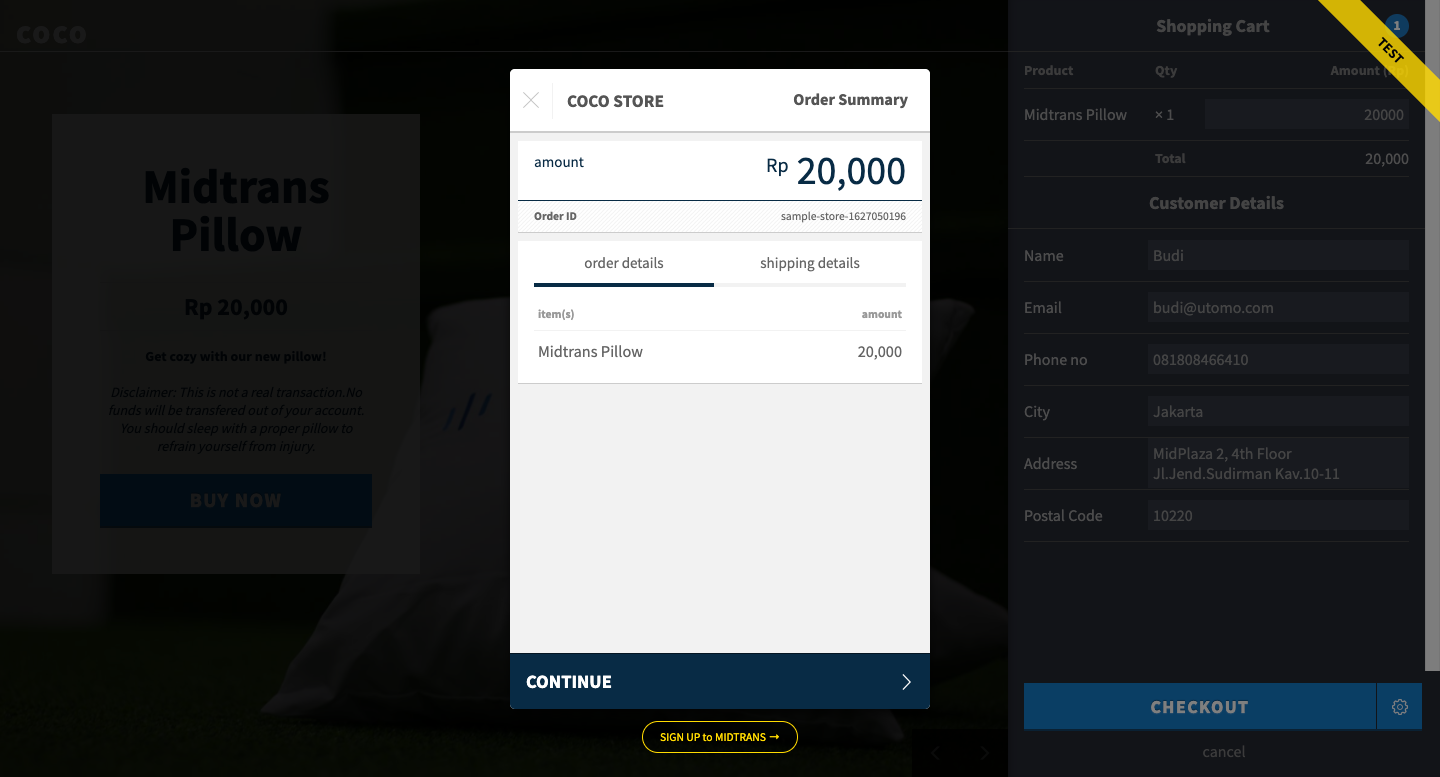 COCO
Midtrans
Pillow
Rp 20,000
Get cozy with our new pillow!
Disclaimer: This is not a real transaction.No
funds will be transfered out of your account.
You should sleep with a proper pillow to
refrain yourself from injury.
BUY NOW
COCO STORE
Order Summary
amount
Rp 20,000
Order ID
sample-store-1627050196
order details
shipping details
item(s)
amount
Midtrans Pillow
20,000
CONTINUE
SIGN UP to MIDTRANS →
Shopping Cart
1
TEST
Product
Qty
Amount (Rp)
Midtrans Pillow
× 1
20000
Total
20,000
Customer Details
Name
Budi
Email
budi@utomo.com
Phone no
081808466410
City
Jakarta
Address
MidPlaza 2, 4th Floor
Jl.Jend.Sudirman Kav.10-11
Postal Code
10220
CHECKOUT
cancel